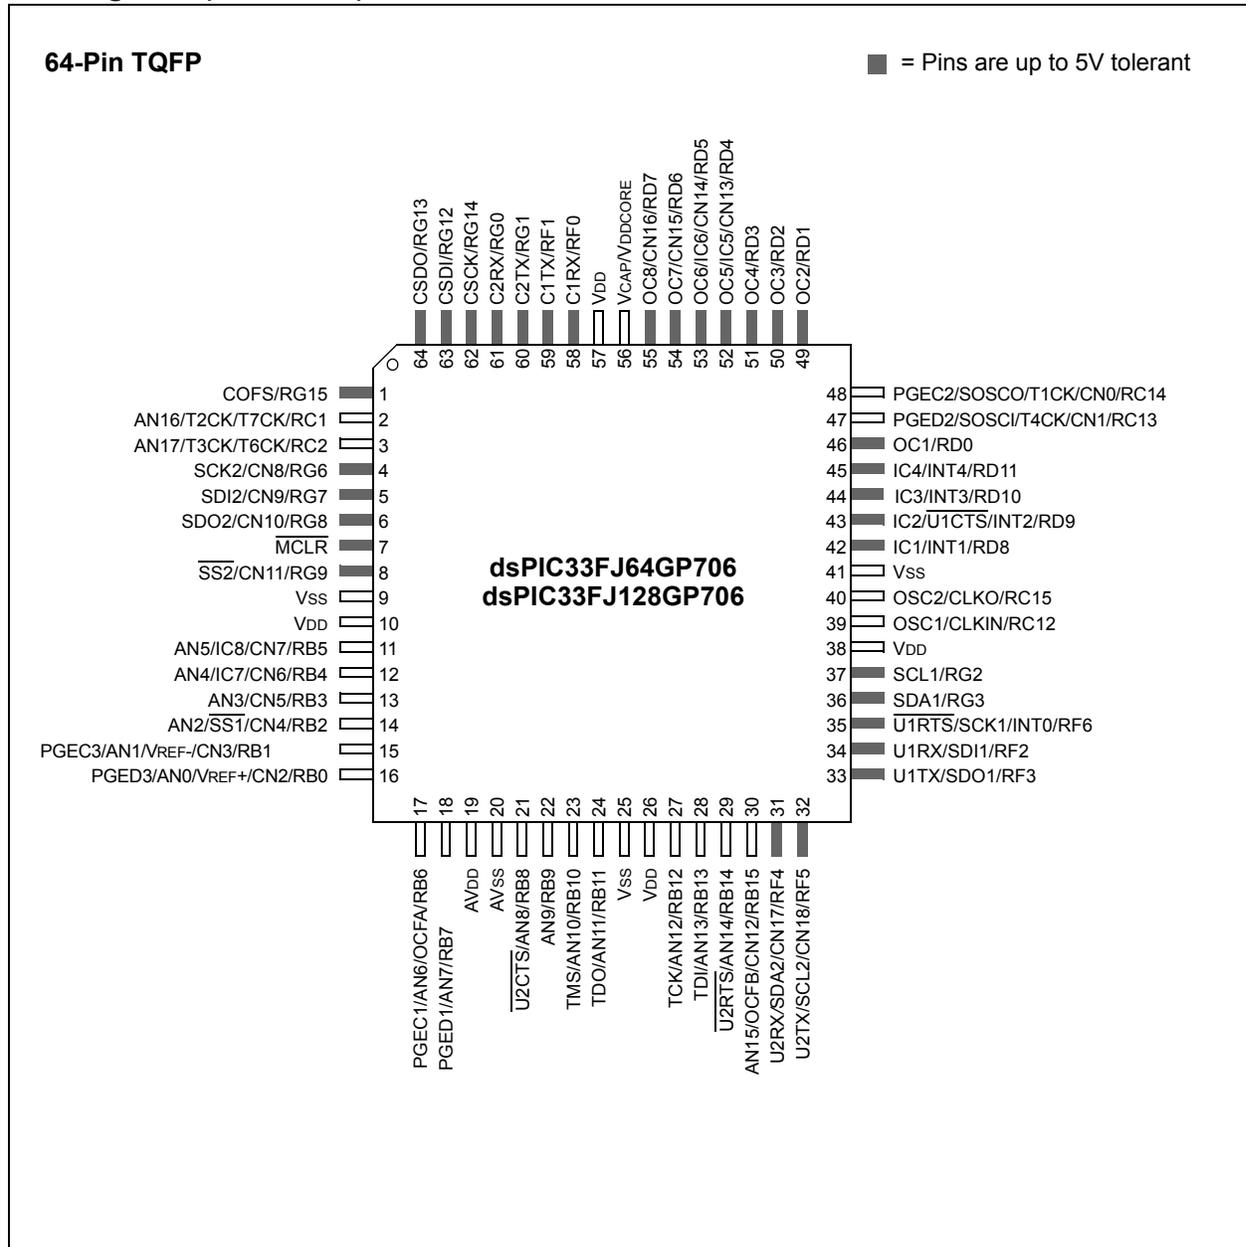 64-Pin TQFP
= Pins are up to 5V tolerant
64 CSDO/RG13
63 CSDI/RG12
62 CSCK/RG14
61 C2RX/RG0
60 C2TX/RG1
59 C1TX/RF1
58 C1RX/RF0
57 VDD
56 VCAP/VDDCORE
55 OC8/CN16/RD7
54 OC7/CN15/RD6
53 OC6/IC6/CN14/RD5
52 OC5/IC5/CN13/RD4
51 OC4/RD3
50 OC3/RD2
49 OC2/RD1
COFS/RG15 1
AN16/T2CK/T7CK/RC1 2
AN17/T3CK/T6CK/RC2 3
SCK2/CN8/RG6 4
SDI2/CN9/RG7 5
SDO2/CN10/RG8 6
MCLR 7
SS2/CN11/RG9 8
VSS 9
VDD 10
AN5/IC8/CN7/RB5 11
AN4/IC7/CN6/RB4 12
AN3/CN5/RB3 13
AN2/SS1/CN4/RB2 14
PGEC3/AN1/VREF-/CN3/RB1 15
PGED3/AN0/VREF+/CN2/RB0 16
dsPIC33FJ64GP706
dsPIC33FJ128GP706
48 PGEC2/SOSCO/T1CK/CN0/RC14
47 PGED2/SOSCI/T4CK/CN1/RC13
46 OC1/RD0
45 IC4/INT4/RD11
44 IC3/INT3/RD10
43 IC2/U1CTS/INT2/RD9
42 IC1/INT1/RD8
41 VSS
40 OSC2/CLKO/RC15
39 OSC1/CLKIN/RC12
38 VDD
37 SCL1/RG2
36 SDA1/RG3
35 U1RTS/SCK1/INT0/RF6
34 U1RX/SDI1/RF2
33 U1TX/SDO1/RF3
17 PGEC1/AN6/OCFA/RB6
18 PGED1/AN7/RB7
19 AVDD
20 AVSS
21 U2CTS/AN8/RB8
22 AN9/RB9
23 TMS/AN10/RB10
24 TDO/AN11/RB11
25 VSS
26 VDD
27 TCK/AN12/RB12
28 TDI/AN13/RB13
29 U2RTS/AN14/RB14
30 AN15/OCFB/CN12/RB15
31 U2RX/SDA2/CN17/RF4
32 U2TX/SCL2/CN18/RF5